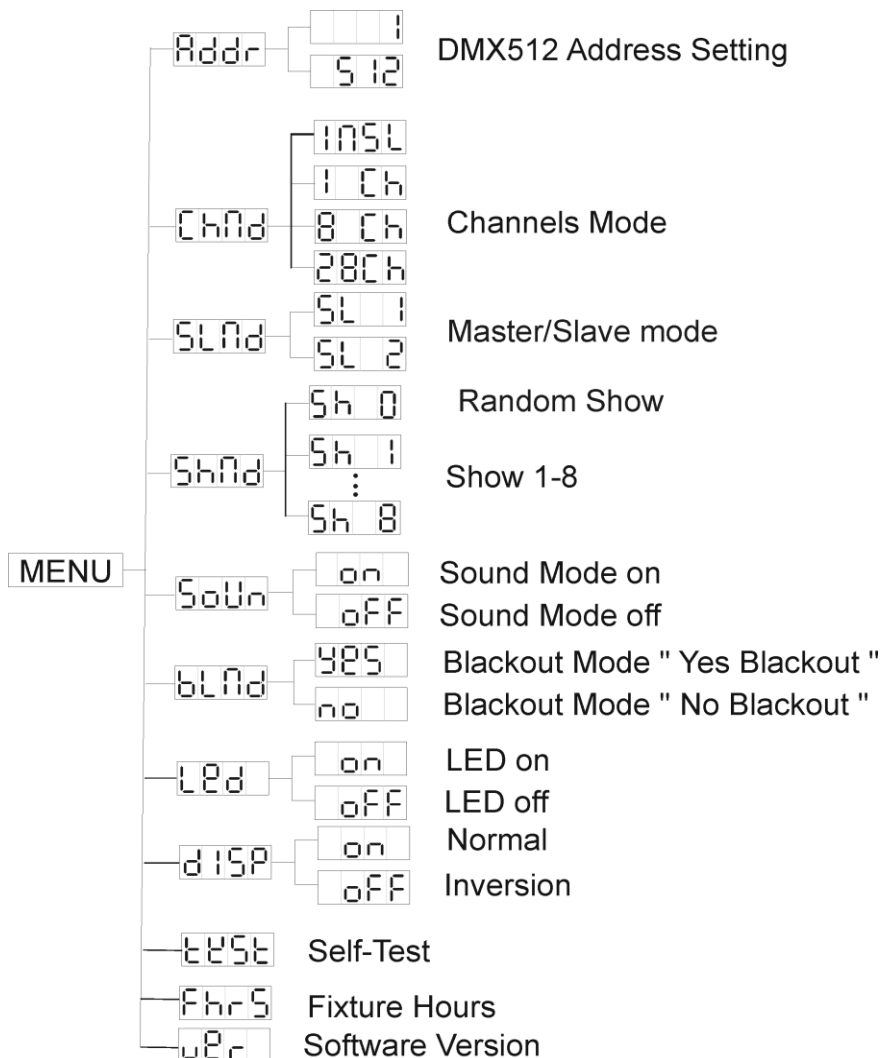 Addr
1
512
DMX512 Address Setting
ChMd
1NSL
1 Ch
8 Ch
28Ch
Channels Mode
SLMd
SL 1
SL 2
Master/Slave mode
ShMd
Sh 0
Random Show
Sh 1
Sh 8
Show 1-8
MENU
SoUn
on
Sound Mode on
oFF
Sound Mode off
bLMd
yes
Blackout Mode " Yes Blackout "
no
Blackout Mode " No Blackout "
Led
on
LED on
oFF
LED off
dISP
on
Normal
oFF
Inversion
Self-Test
FhrS
Fixture Hours
ver
Software Version